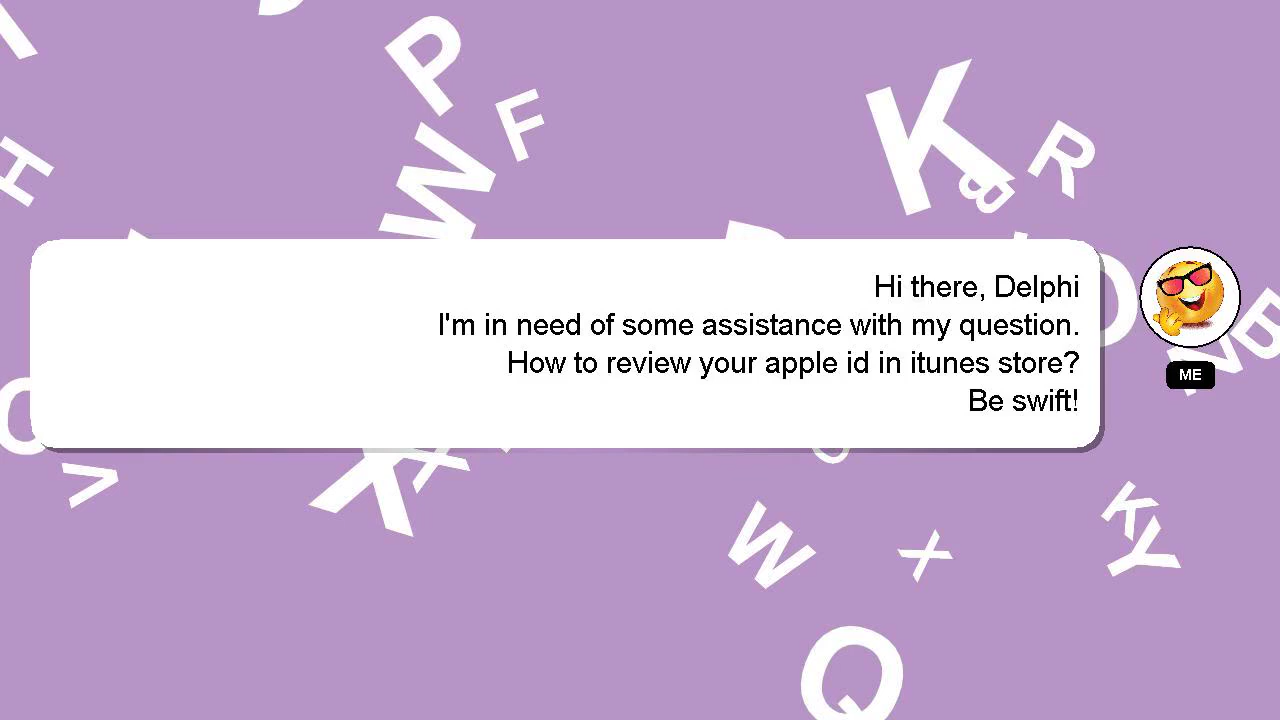 Hi there, Delphi
I'm in need of some assistance with my question.
How to review your apple id in itunes store?
Be swift!
ME
P
F
K
R
B
H
W
V
X
X
W
X
K
Y
Q
N
B